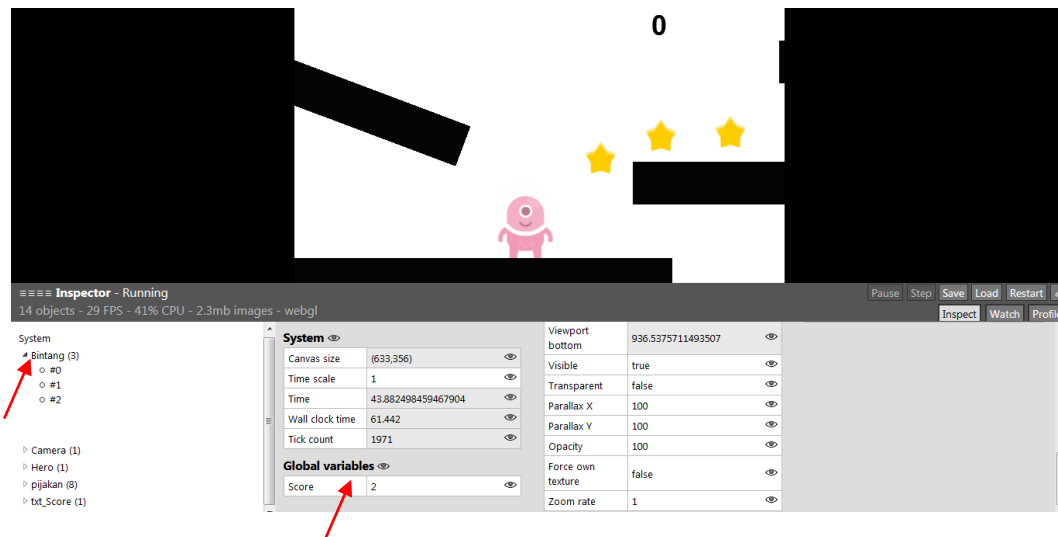 0
≡≡≡≡ Inspector - Running
Pause Step Save Load Restart
14 objects - 29 FPS - 41% CPU - 2.3mb images - webgl
Inspect Watch Profile
System
Bintang (3)
#0
#1
#2
Camera (1)
Hero (1)
pijakan (8)
txt_Score (1)
System
Canvas size (633,356)
Time scale 1
Time 43.882498459467904
Wall clock time 61.442
Tick count 1971
Global variables
Score 2
Viewport
bottom 936.5375711493507
Visible true
Transparent false
Parallax X 100
Parallax Y 100
Opacity 100
Force own
texture false
Zoom rate 1